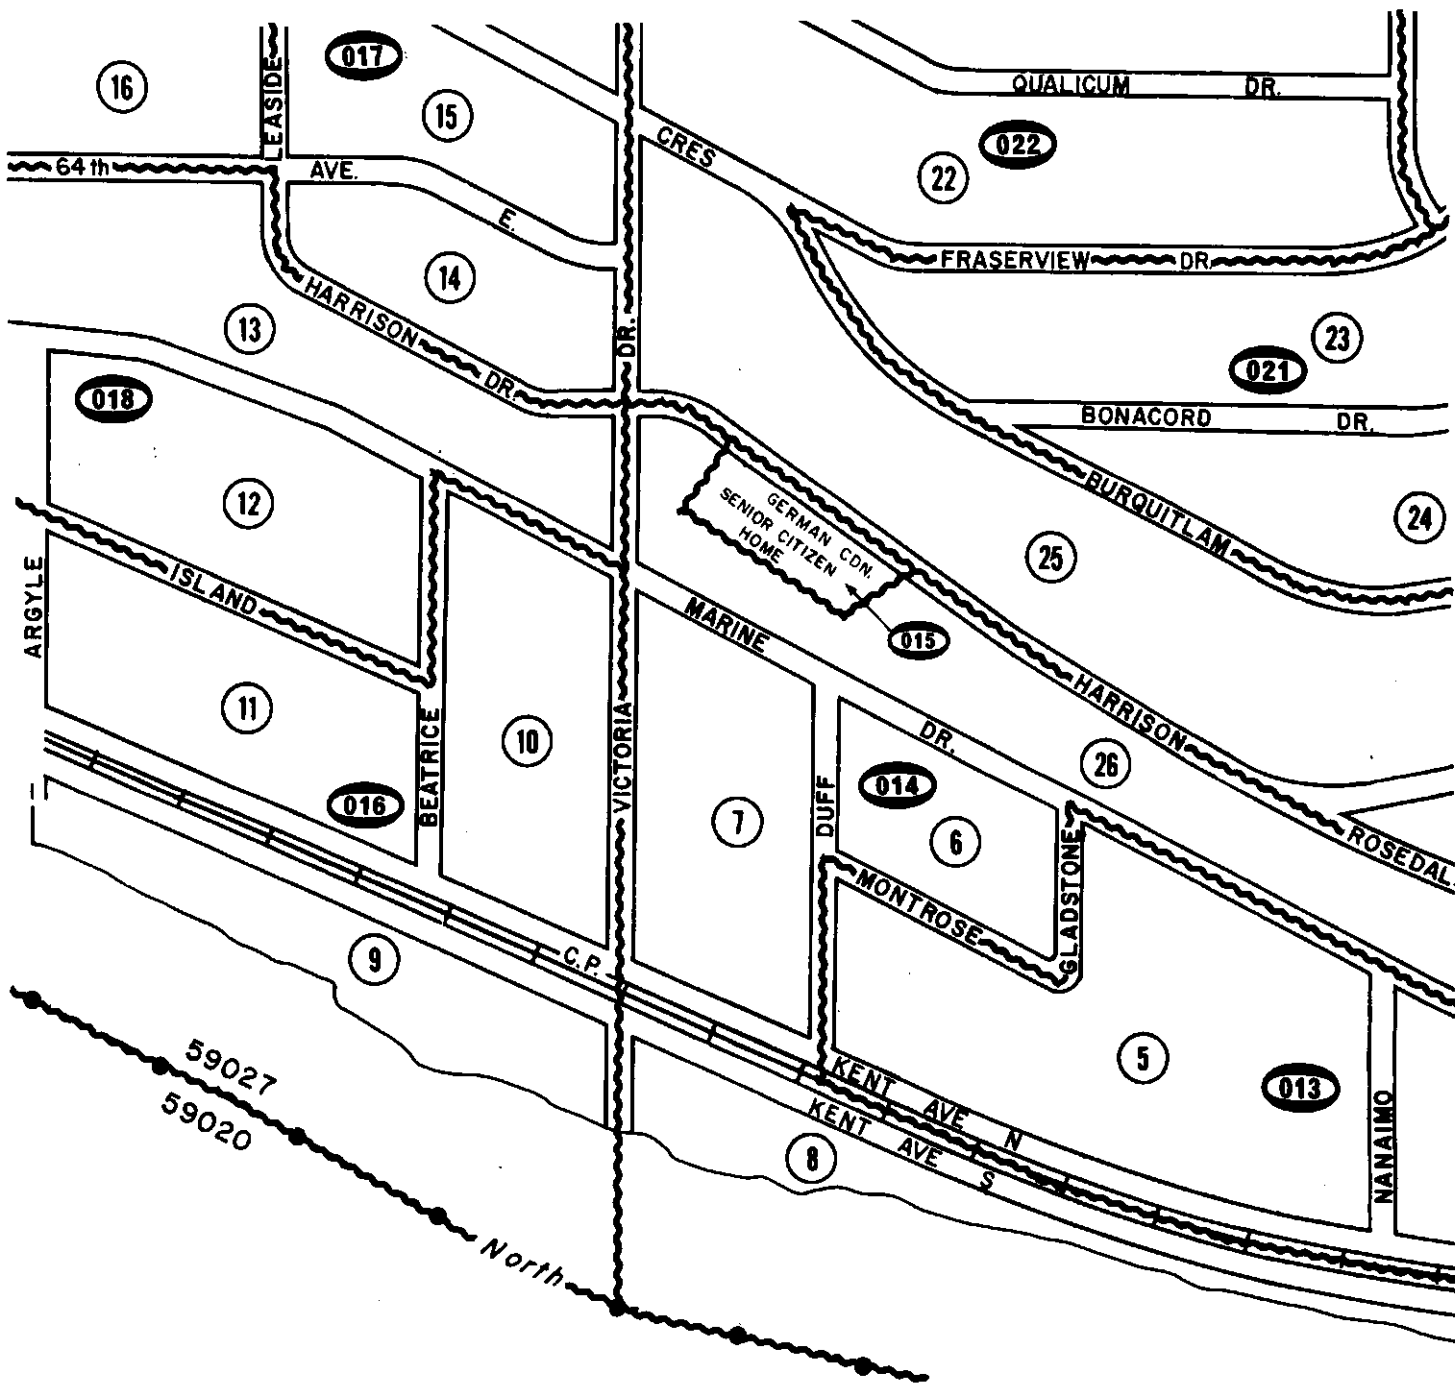 017
16
LEASIDE
15
QUALICUM DR.
CRES
022
22
64th AVE.
E.
FRASERVIEW DR.
14
HARRISON DR.
13
DR.
23
021
018
BONACORD DR.
12
GERMAN CDN.
SENIOR CITIZEN
HOME
BURQUITLAM
24
25
ISLAND
ARGYLE
MARINE DR.
015
11
HARRISON
BEATRICE
10
VICTORIA
26
016
7
DUFF
014
6
ROSEDAL
MONTROSE
GLADSTONE
9
C.P.
5
59027
59020
KENT AVE N
KENT AVE S
013
NANAIMO
8
North